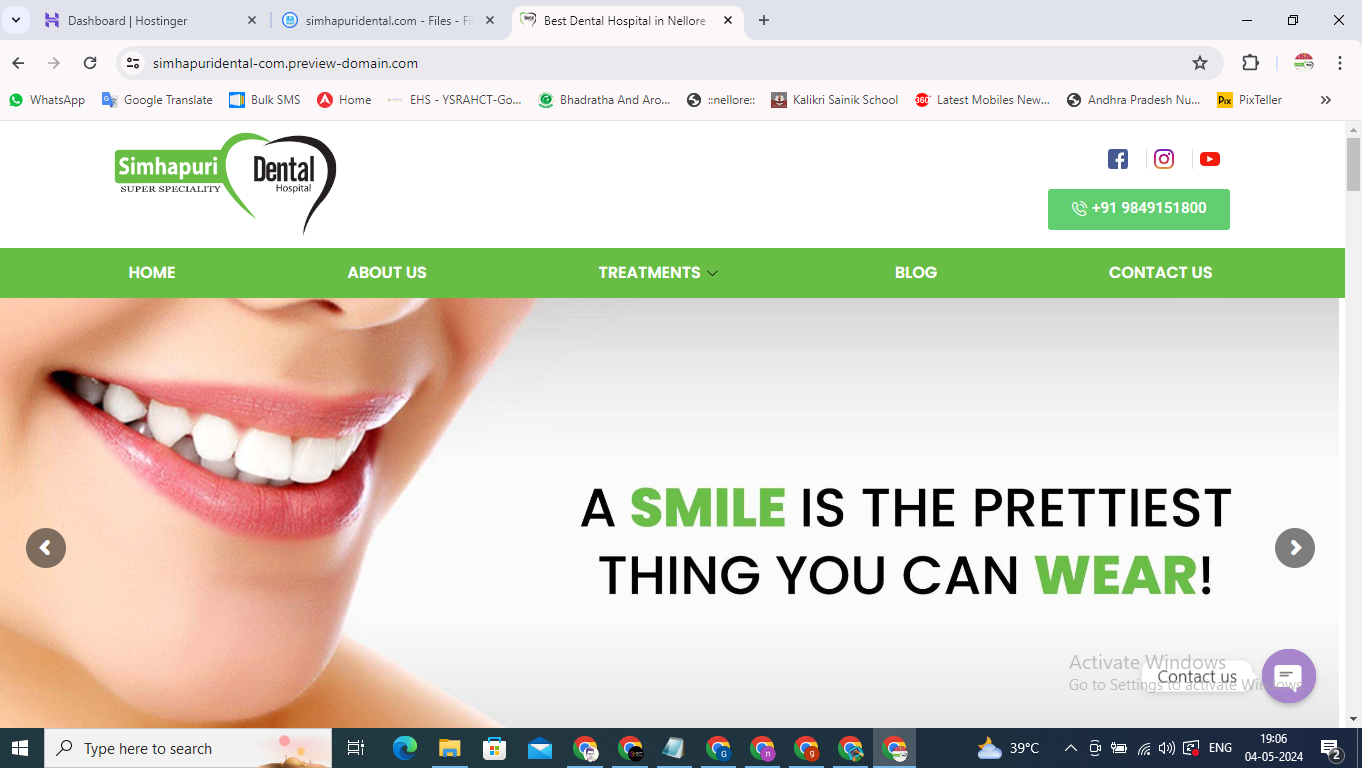 Dashboard | Hostinger
simhapuridental.com - Files - Fi
Best Dental Hospital in Nellore
simhapuridental-com.preview-domain.com
WhatsApp
Google Translate
Bulk SMS
Home
EHS - YSRAHCT-Go...
Bhadratha And Aro...
::nellore::
Kalikri Sainik School
360°
Latest Mobiles New...
Andhra Pradesh Nu...
Pix
PixTeller
Simhapuri
SUPER SPECIALITY
Dental
Hospital
+91 9849151800
HOME
ABOUT US
TREATMENTS
BLOG
CONTACT US
A SMILE IS THE PRETTIEST
THING YOU CAN WEAR!
Activate Windows
Contact us
Go to Settings to activate Windows.
Type here to search
39°C
ENG
19:06
04-05-2024
2